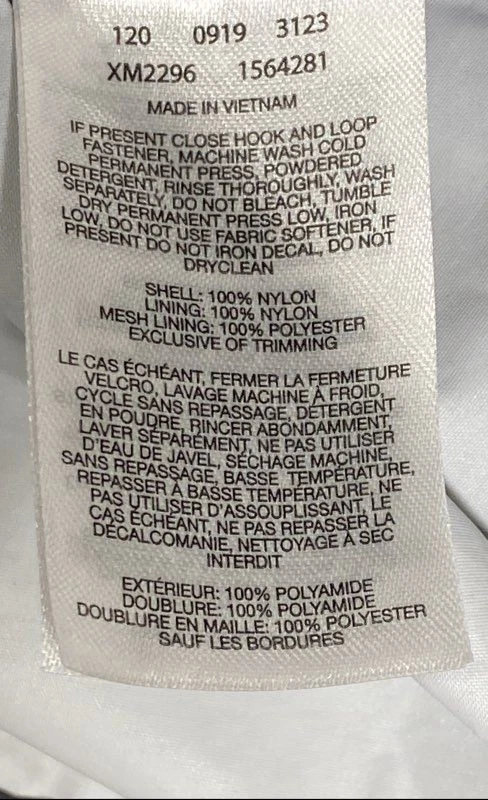 120 0919 3123
XM2296 1564281
MADE IN VIETNAM
IF PRESENT CLOSE HOOK AND LOOP
FASTENER, MACHINE WASH COLD
PERMANENT PRESS, POWDERED
DETERGENT, RINSE THOROUGHLY, WASH
SEPARATELY, DO NOT BLEACH, TUMBLE
DRY PERMANENT PRESS LOW, IRON
LOW, DO NOT USE FABRIC SOFTENER, IF
PRESENT DO NOT IRON DECAL, DO NOT
DRYCLEAN
SHELL: 100% NYLON
LINING: 100% NYLON
MESH LINING: 100% POLYESTER
EXCLUSIVE OF TRIMMING
LE CAS ÉCHÉANT, FERMER LA FERMETURE
VELCRO, LAVAGE MACHINE À FROID,
CYCLE SANS REPASSAGE, DÉTERGENT
EN POUDRE, RINCER ABONDAMMENT,
LAVER SÉPARÉMENT, NE PAS UTILISER
D'EAU DE JAVEL, SÉCHAGE MACHINE,
SANS REPASSAGE, BASSE TEMPÉRATURE,
REPASSER À BASSE TEMPÉRATURE, NE
PAS UTILISER D'ASSOUPLISSANT, LE
CAS ÉCHÉANT, NE PAS REPASSER LA
DÉCALCOMANIE, NETTOYAGE À SEC
INTERDIT
EXTÉRIEUR: 100% POLYAMIDE
DOUBLURE: 100% POLYAMIDE
DOUBLURE EN MAILLE: 100% POLYESTER
SAUF LES BORDURES